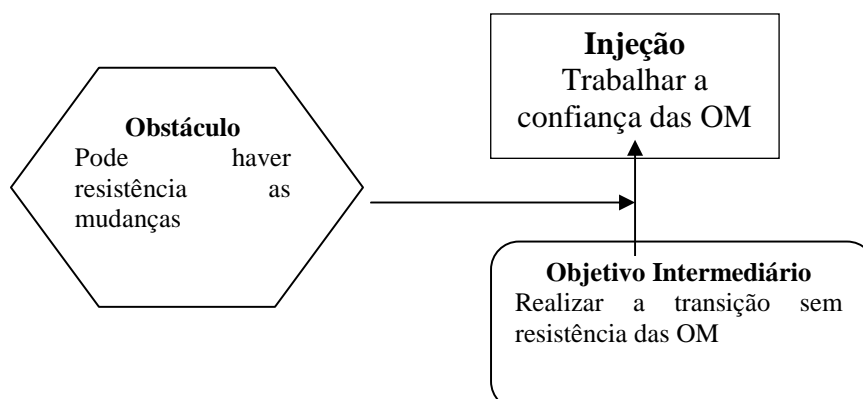 Injeção
Trabalhar a
confiança das OM
Obstáculo
Pode haver
resistência as
mudanças
Objetivo Intermediário
Realizar a transição sem
resistência das OM